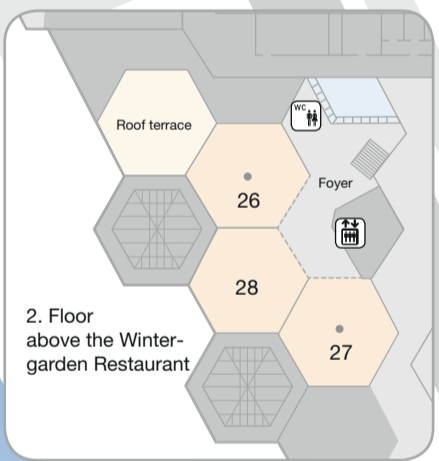 WC
Roof terrace
Foyer
26
28
27
2. Floor
above the Winter-
garden Restaurant